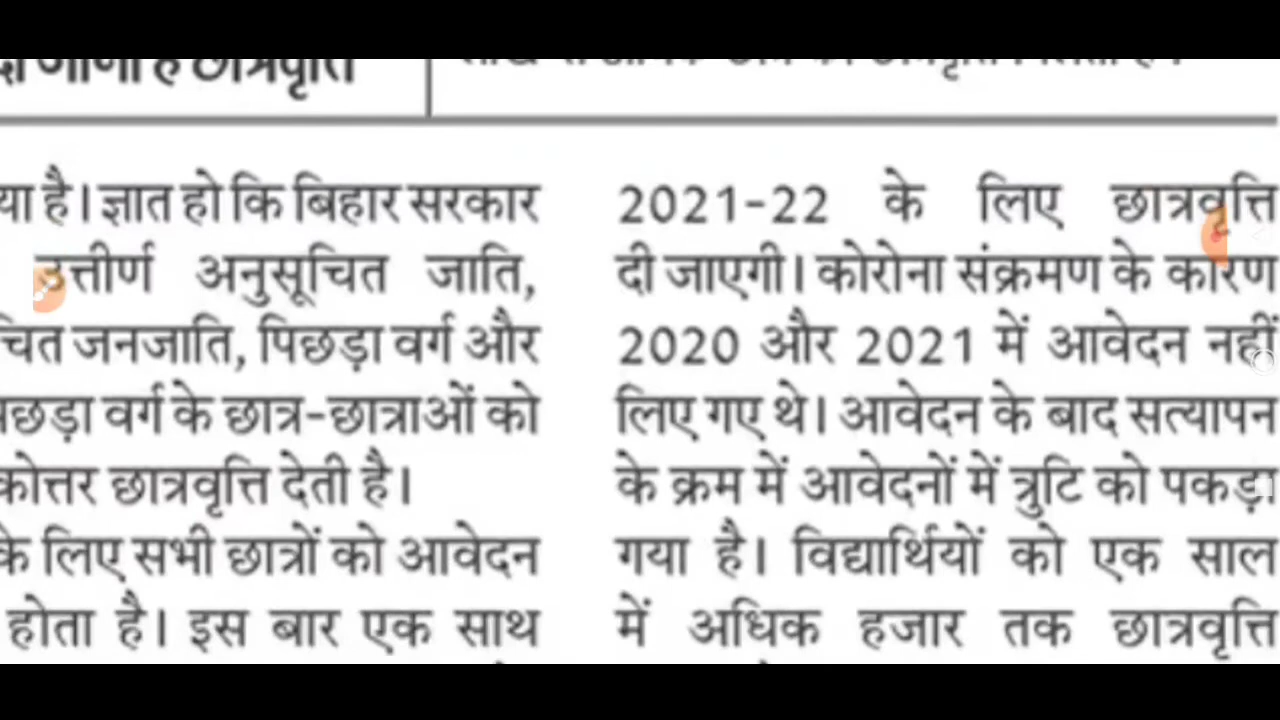 छात्रवृत्ति
या है। ज्ञात हो कि बिहार सरकार
उत्तीर्ण अनुसूचित जाति,
चित जनजाति, पिछड़ा वर्ग और
पिछड़ा वर्ग के छात्र-छात्राओं को
कोत्तर छात्रवृत्ति देती है।
के लिए सभी छात्रों को आवेदन
होता है। इस बार एक साथ
2021-22 के लिए छात्रवृत्ति
दी जाएगी। कोरोना संक्रमण के कारण
2020 और 2021 में आवेदन नहीं
लिए गए थे। आवेदन के बाद सत्यापन
के क्रम में आवेदनों में त्रुटि को पकड़ा
गया है। विद्यार्थियों को एक साल
में अधिक हजार तक छात्रवृत्ति